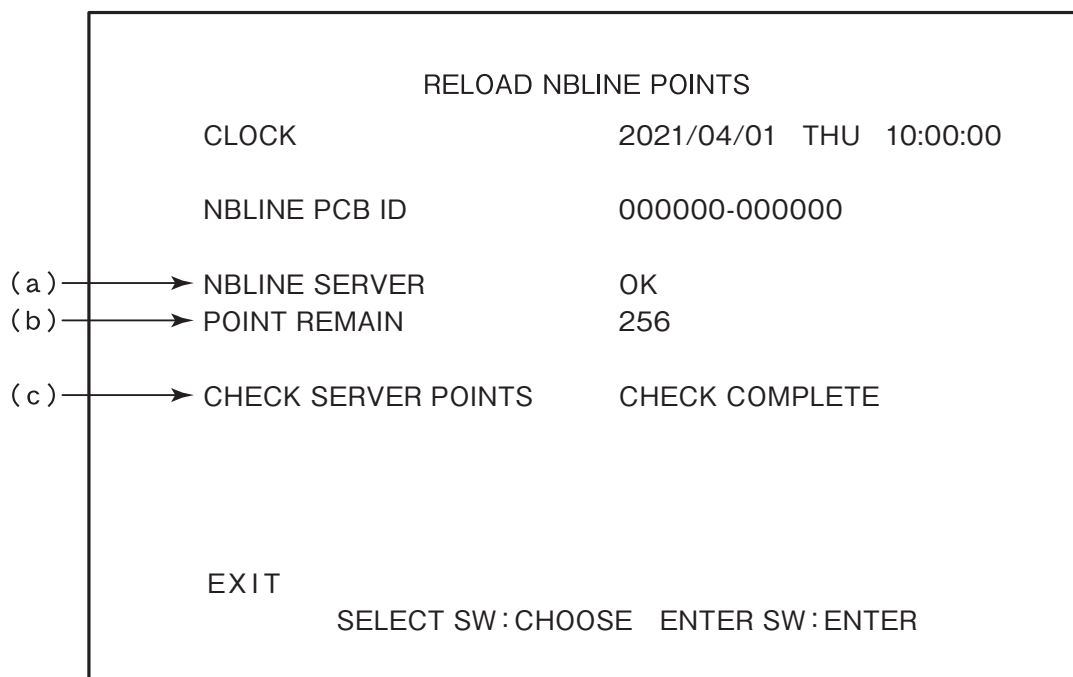 RELOAD NBLINE POINTS
CLOCK 2021/04/01 THU 10:00:00
NBLINE PCB ID 000000-000000
(a) NBLINE SERVER OK
(b) POINT REMAIN 256
(c) CHECK SERVER POINTS CHECK COMPLETE
EXIT
SELECT SW:CHOOSE ENTER SW:ENTER